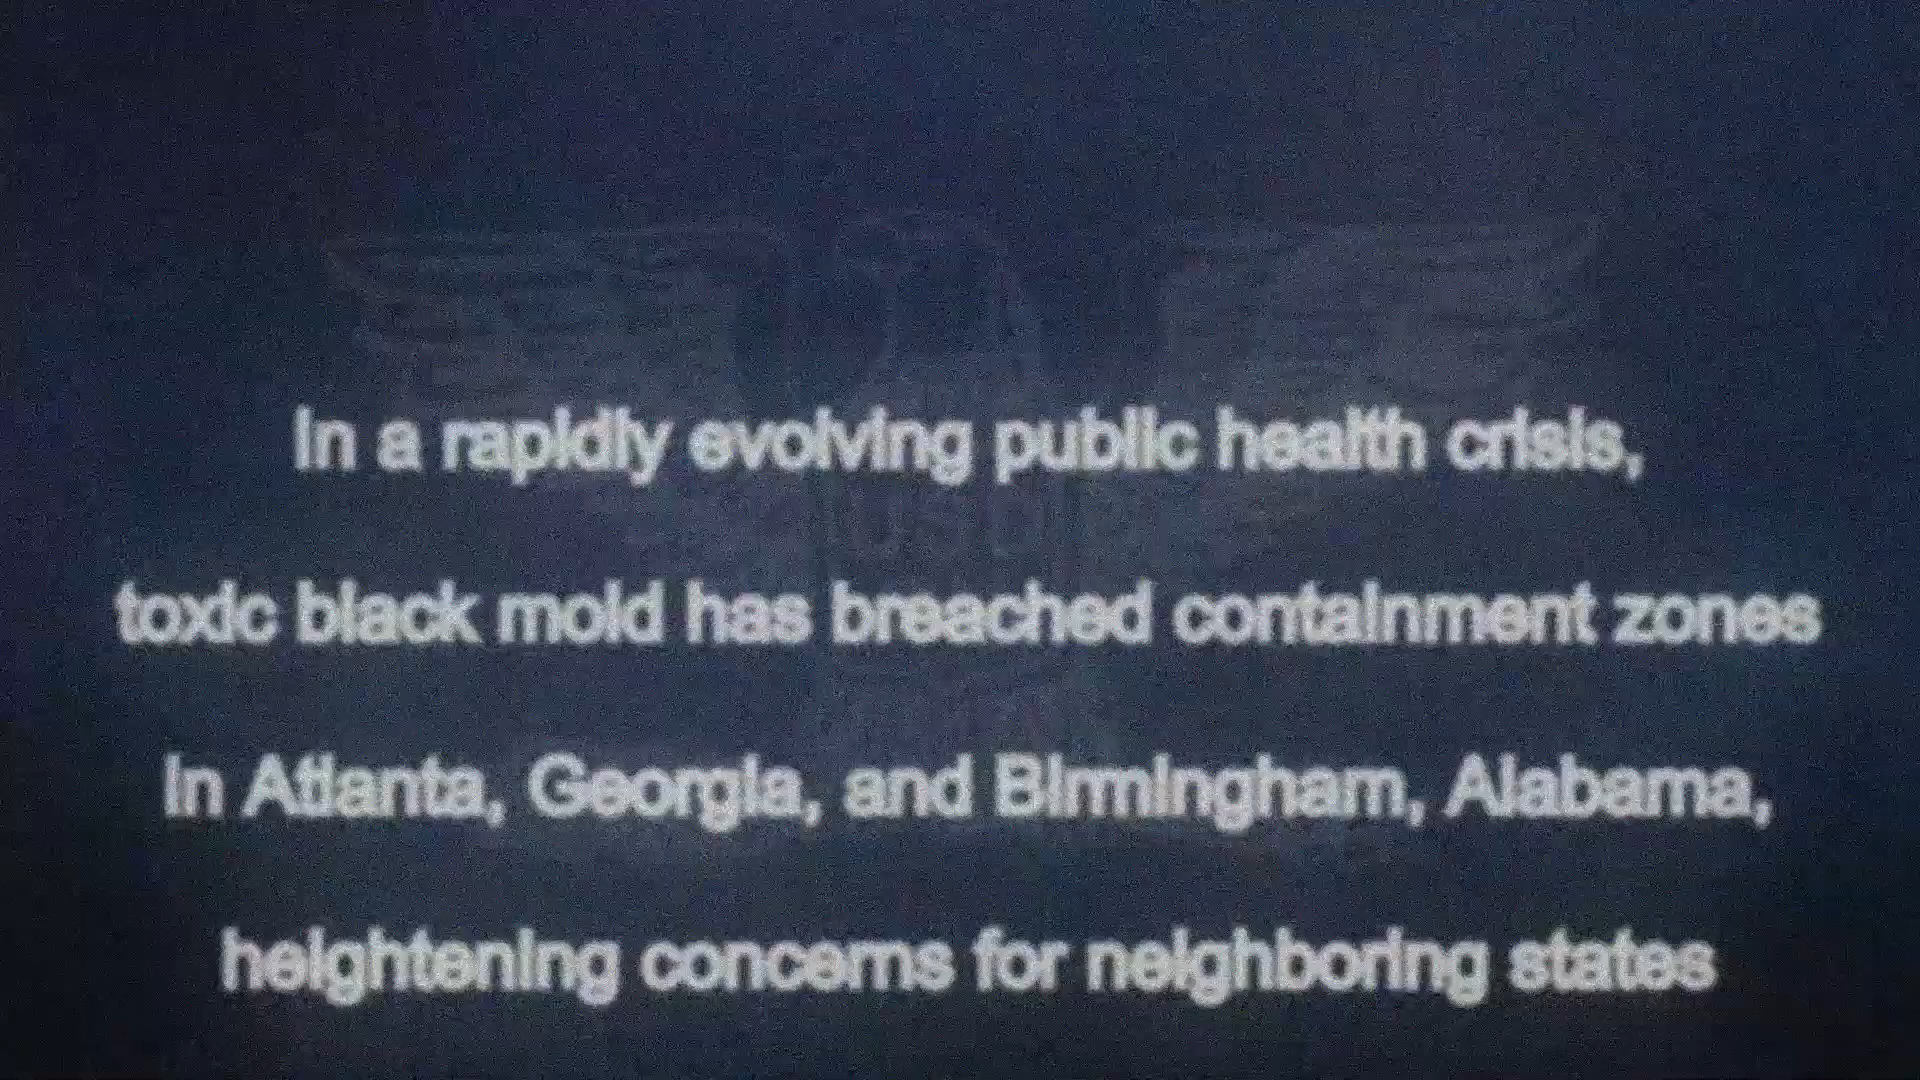 In a rapidly evolving public health crisis,
toxic black mold has breached containment zones
in Atlanta, Georgia, and Birmingham, Alabama,
heightening concerns for neighboring states